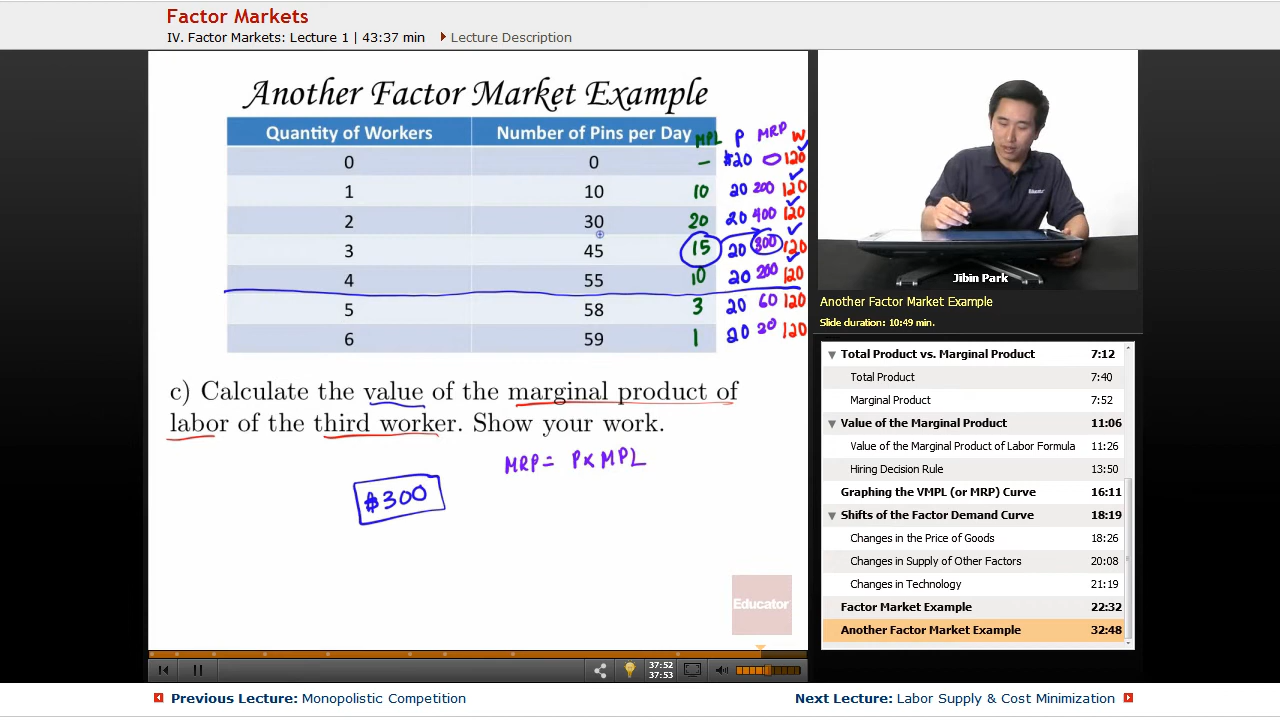 Factor Markets
IV. Factor Markets: Lecture 1 | 43:37 min Lecture Description
Another Factor Market Example
Quantity of Workers Number of Pins per Day MPL P MRP W
0 0 - $20 0 120
1 10 10 20 200 120
2 30 20 20 400 120
3 45 15 20 300 120
4 55 10 20 200 120
5 58 3 20 60 120
6 59 1 20 20 120
c) Calculate the value of the marginal product of
labor of the third worker. Show your work.
MRP = P x MPL
$300
Educator
Educator
Jibin Park
Another Factor Market Example
Slide duration: 10:49 min.
Total Product vs. Marginal Product 7:12
Total Product 7:40
Marginal Product 7:52
Value of the Marginal Product 11:06
Value of the Marginal Product of Labor Formula 11:26
Hiring Decision Rule 13:50
Graphing the VMPL (or MRP) Curve 16:11
Shifts of the Factor Demand Curve 18:19
Changes in the Price of Goods 18:26
Changes in Supply of Other Factors 20:08
Changes in Technology 21:19
Factor Market Example 22:32
Another Factor Market Example 32:48
37:52
37:53
Previous Lecture: Monopolistic Competition Next Lecture: Labor Supply & Cost Minimization